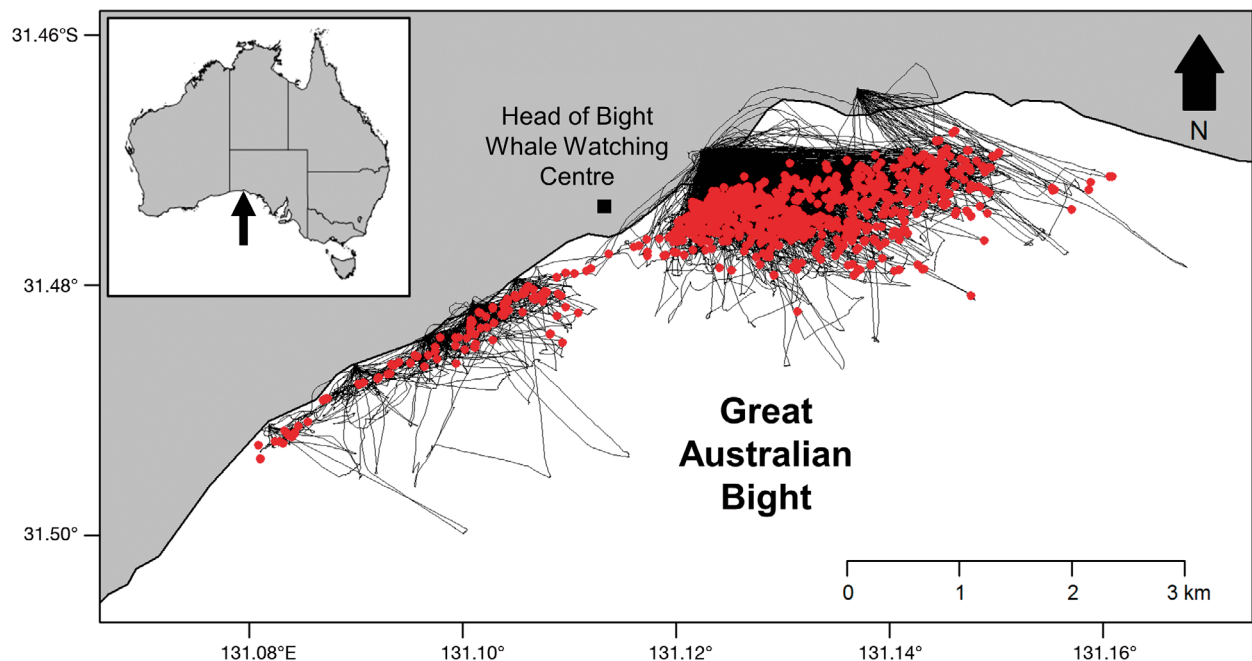 31.46°S
Head of Bight
Whale Watching
Centre
N
31.48°
Great
Australian
Bight
31.50°
0
1
2
3 km
131.08°E
131.10°
131.12°
131.14°
131.16°